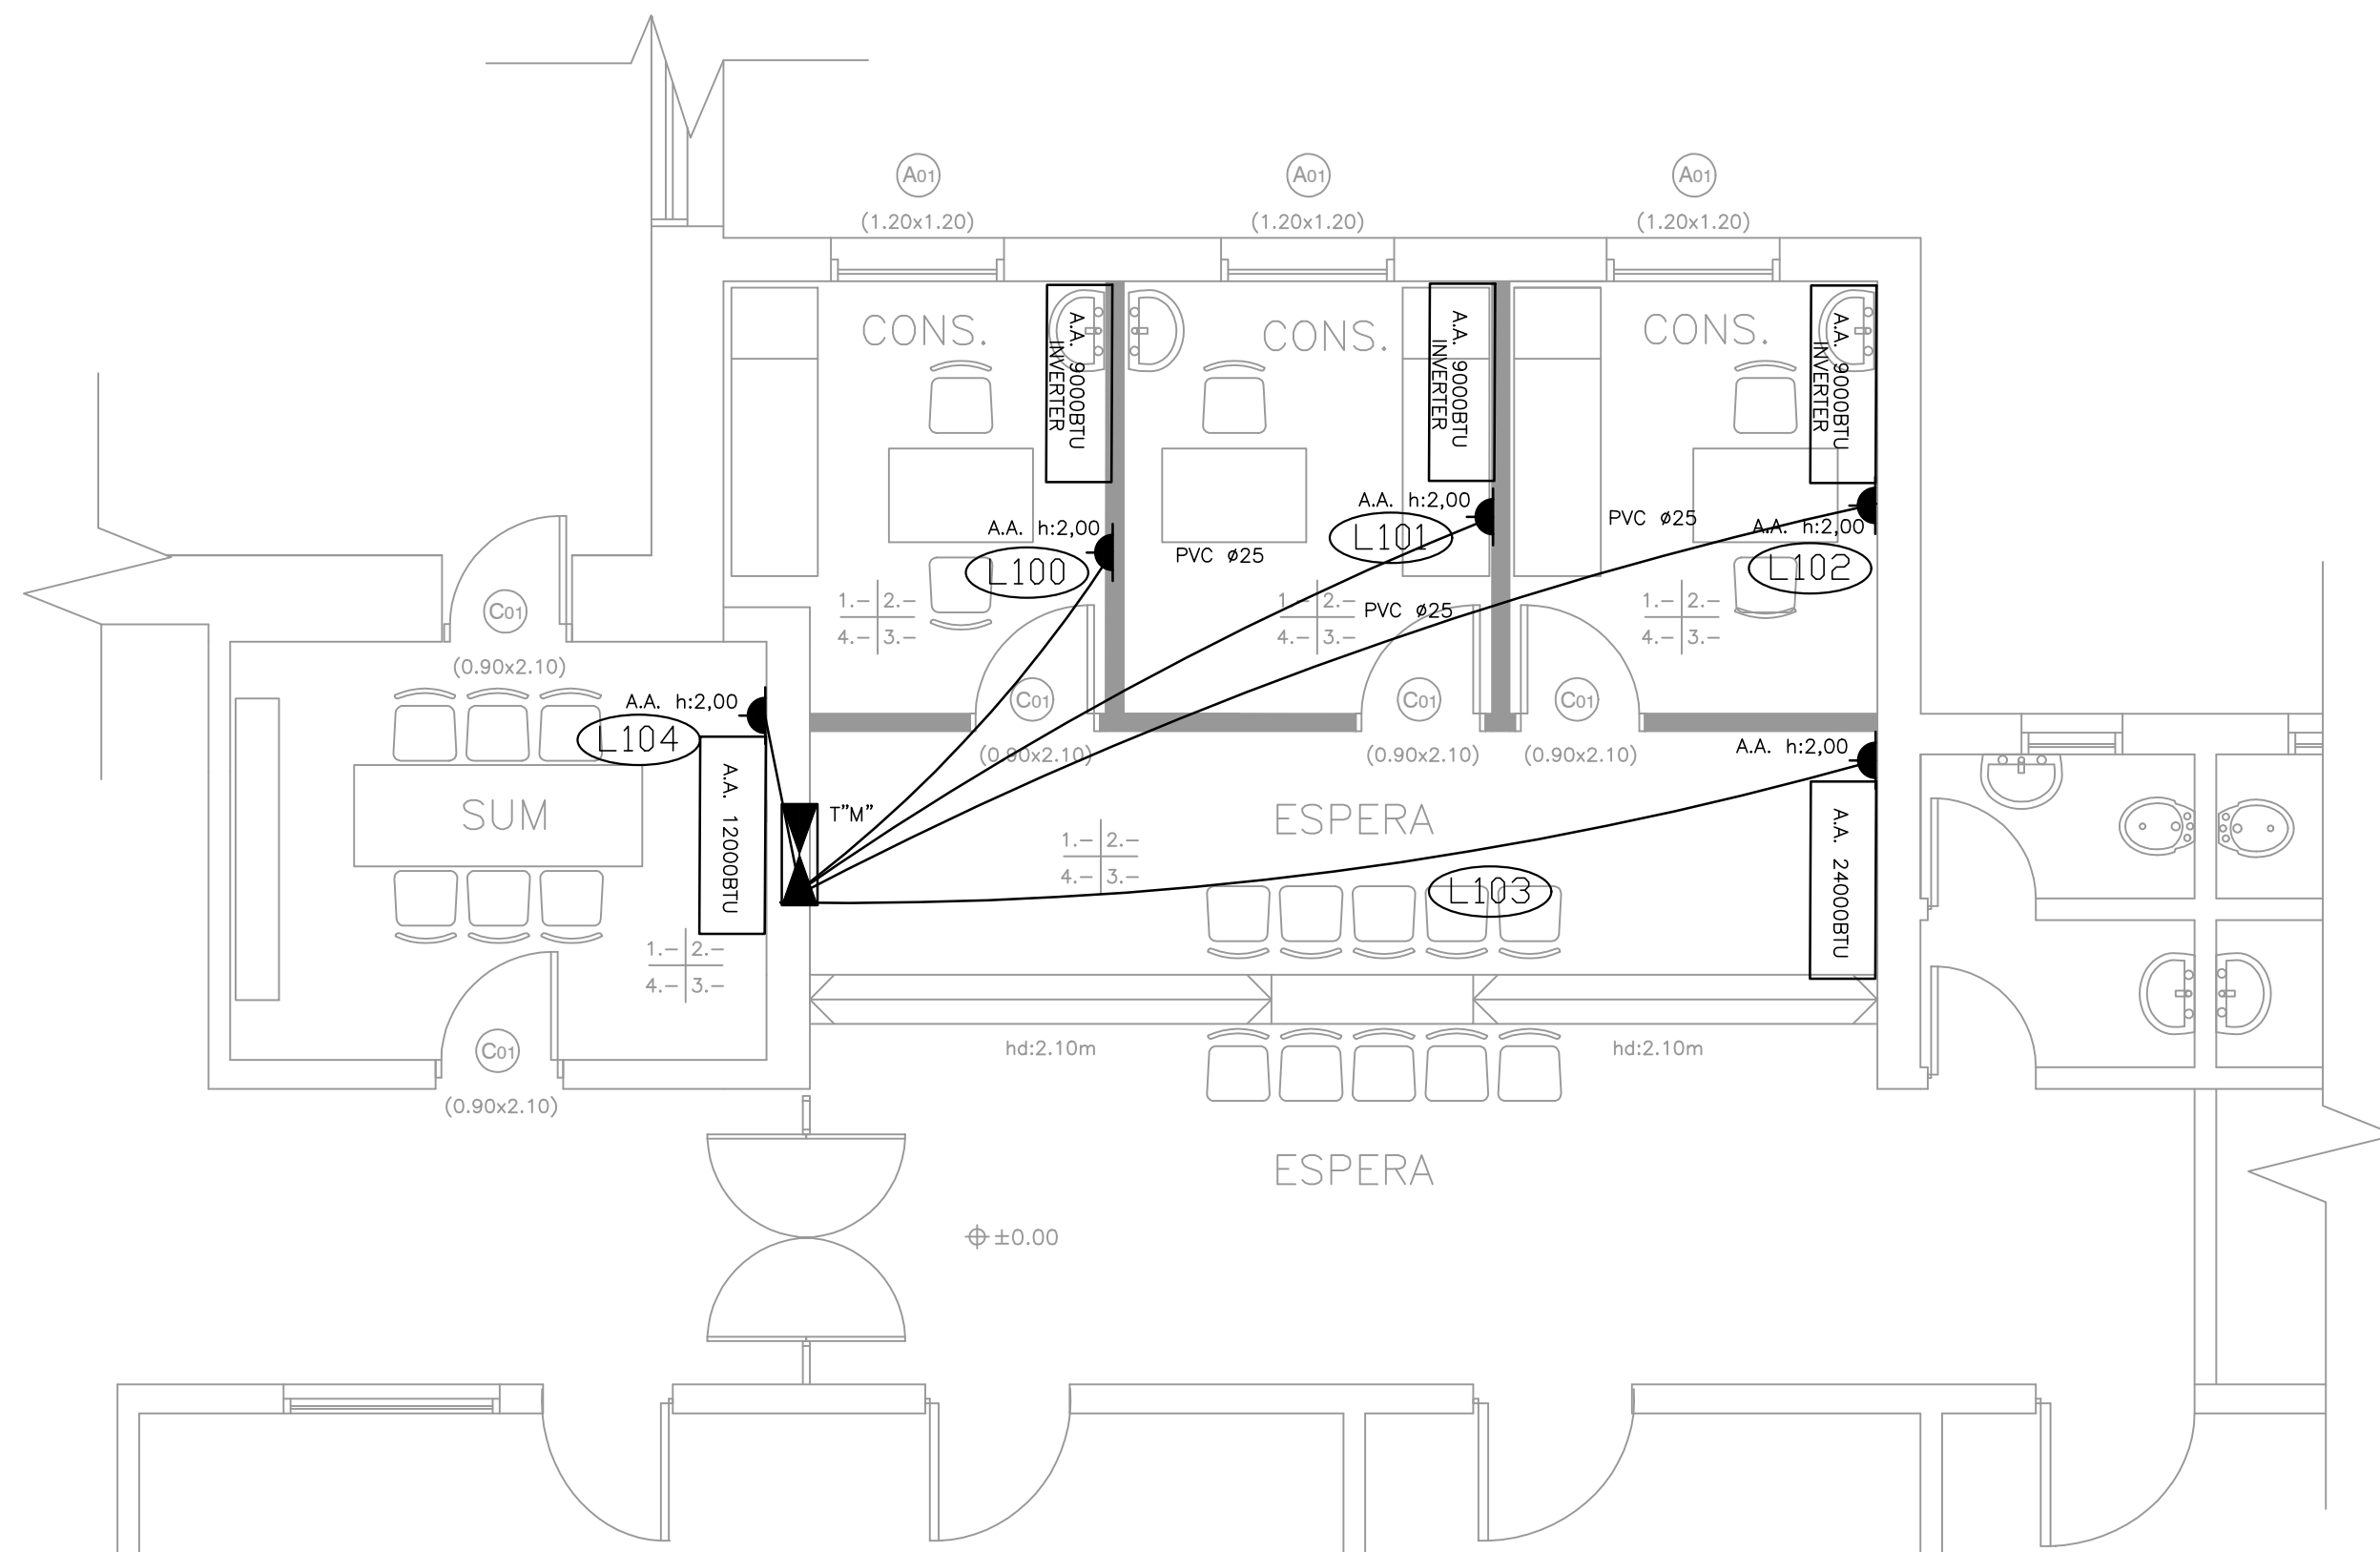 A01
A01
A01
(1.20x1.20)
(1.20x1.20)
(1.20x1.20)
CONS.
CONS.
CONS.
A.A. 9000BTU
INVERTER
A.A. 9000BTU
INVERTER
A.A. 9000BTU
INVERTER
A.A. h:2,00
L100
PVC ø25
A.A. h:2,00
L101
PVC ø25
A.A. h:2,00
L102
PVC ø25
1.– 2.–
4.– 3.–
1.– 2.–
4.– 3.–
1.– 2.–
4.– 3.–
C01
(0.90x2.10)
C01
(0.90x2.10)
C01
(0.90x2.10)
C01
(0.90x2.10)
A.A. h:2,00
L104
A.A. 12000BTU
SUM
T"M"
1.– 2.–
4.– 3.–
ESPERA
A.A. h:2,00
L103
A.A. 24000BTU
1.– 2.–
4.– 3.–
C01
(0.90x2.10)
hd:2.10m
hd:2.10m
ESPERA
±0.00